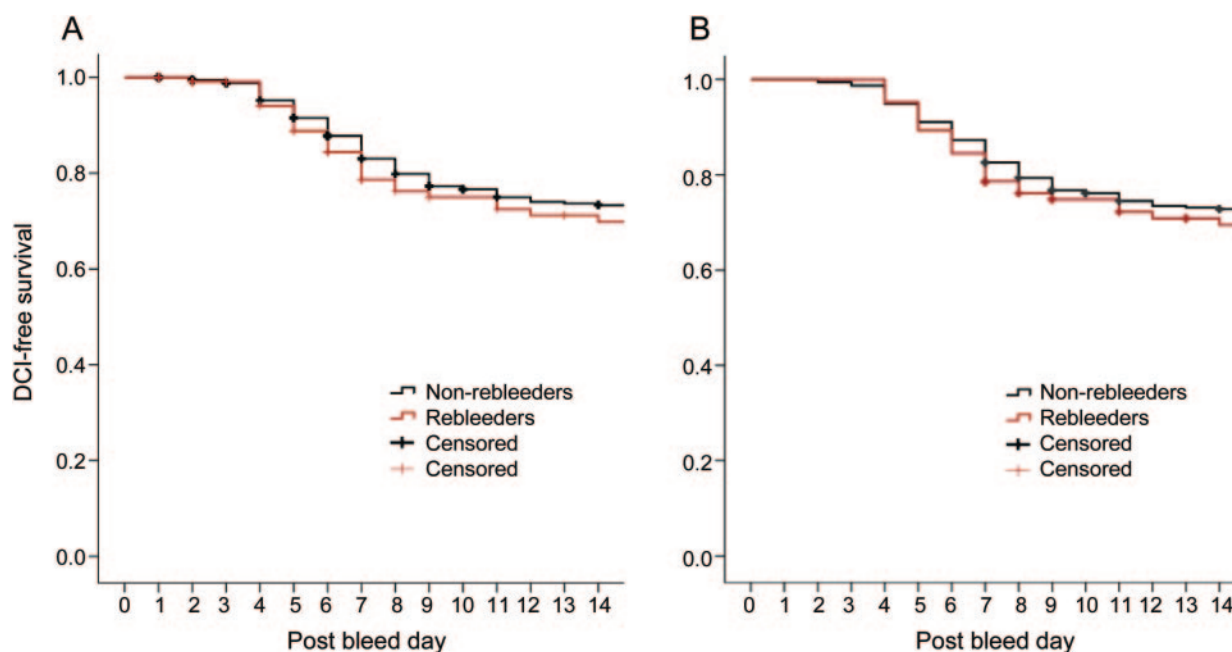 A
1.0
0.8
0.6
0.4
0.2
0.0
DCI-free survival
Non-rebleeders
Rebleeders
Censored
Censored
0 1 2 3 4 5 6 7 8 9 10 11 12 13 14
Post bleed day
B
1.0
0.8
0.6
0.4
0.2
0.0
Non-rebleeders
Rebleeders
Censored
Censored
0 1 2 3 4 5 6 7 8 9 10 11 12 13 14
Post bleed day